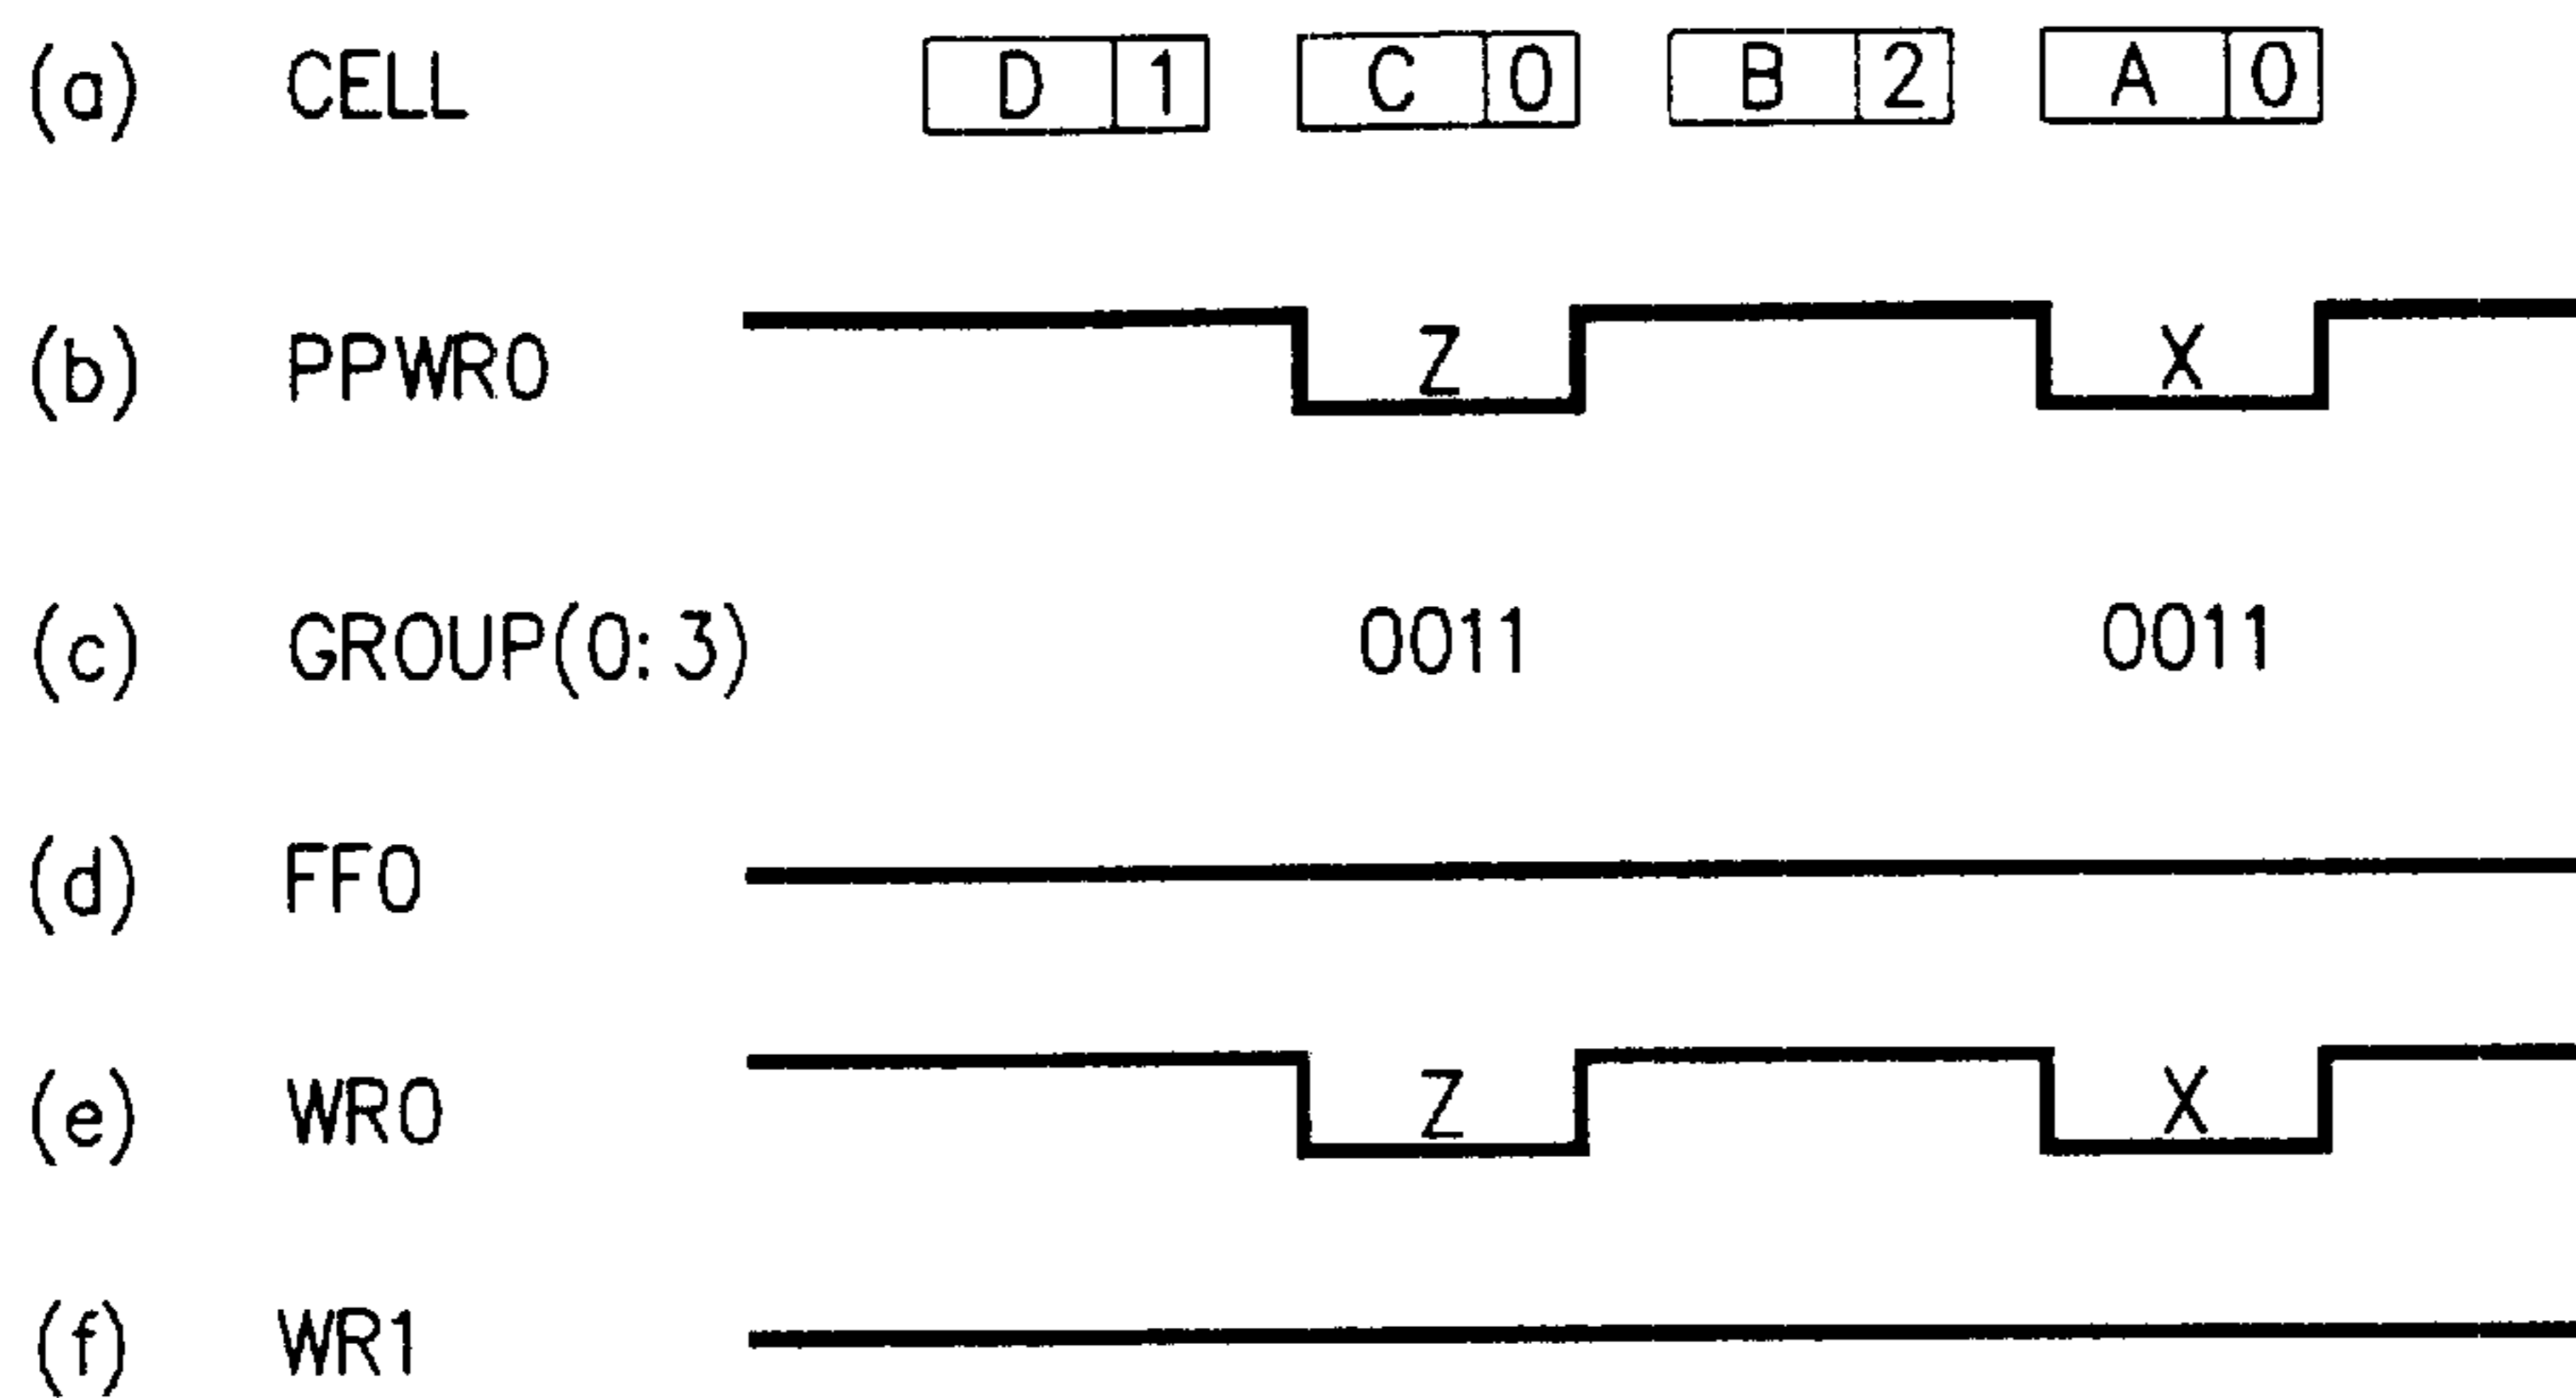 (a) CELL D 1 C 0 B 2 A 0
(b) PPWR0 Z X
(c) GROUP(0:3) 0011 0011
(d) FF0
(e) WR0 Z X
(f) WR1